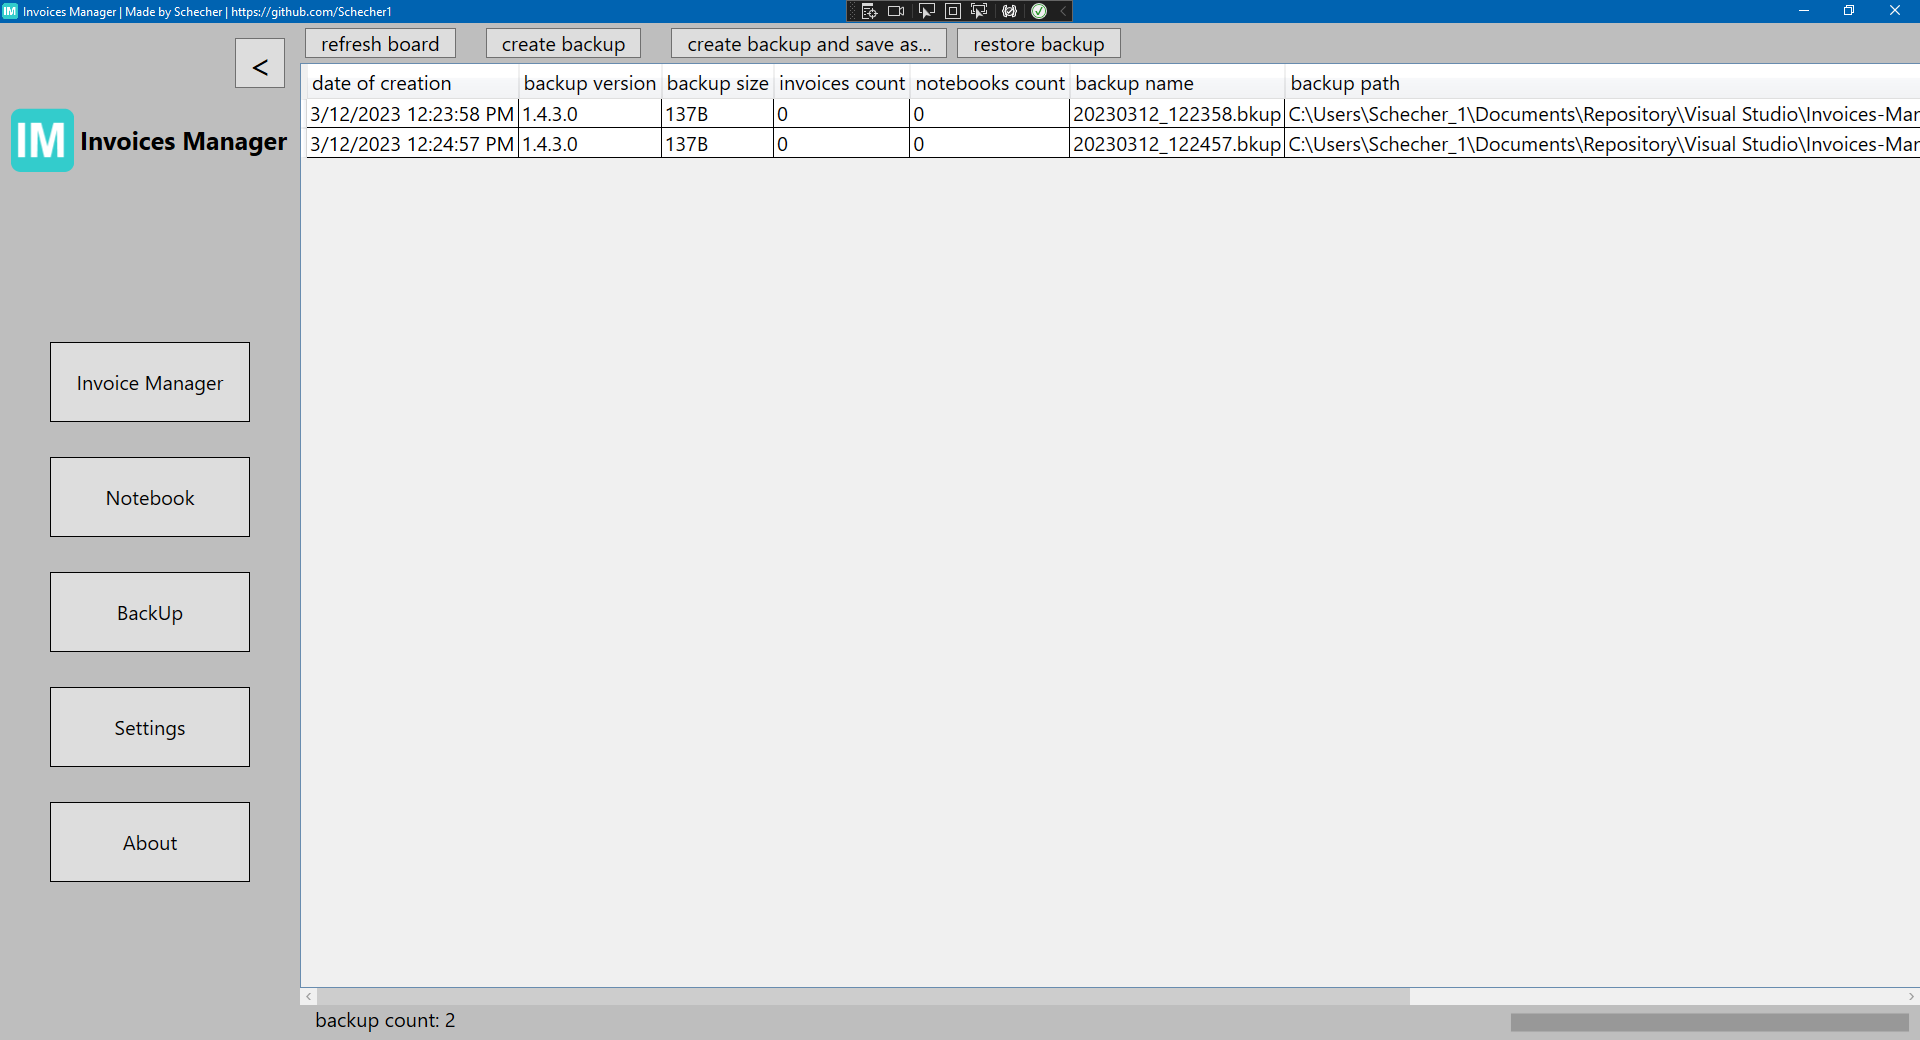 Invoices Manager | Made by Schecher | https://github.com/Schecher1
<
IM Invoices Manager
Invoice Manager
Notebook
BackUp
Settings
About
refresh board create backup create backup and save as... restore backup
date of creation backup version backup size invoices count notebooks count backup name backup path
3/12/2023 12:23:58 PM 1.4.3.0 137B 0 0 20230312_122358.bkup C:\Users\Schecher_1\Documents\Repository\Visual Studio\Invoices-Mar
3/12/2023 12:24:57 PM 1.4.3.0 137B 0 0 20230312_122457.bkup C:\Users\Schecher_1\Documents\Repository\Visual Studio\Invoices-Mar
backup count: 2